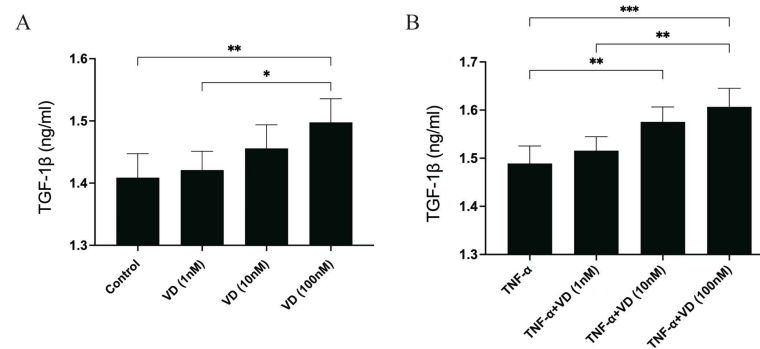 A
**
*
TGF-1β (ng/ml)
1.6
1.5
1.4
1.3
Control
VD (1nM)
VD (10nM)
VD (100nM)
B
***
**
**
TGF-1β (ng/ml)
1.7
1.6
1.5
1.4
1.3
TNF-α
TNF-α+VD (1nM)
TNF-α+VD (10nM)
TNF-α+VD (100nM)